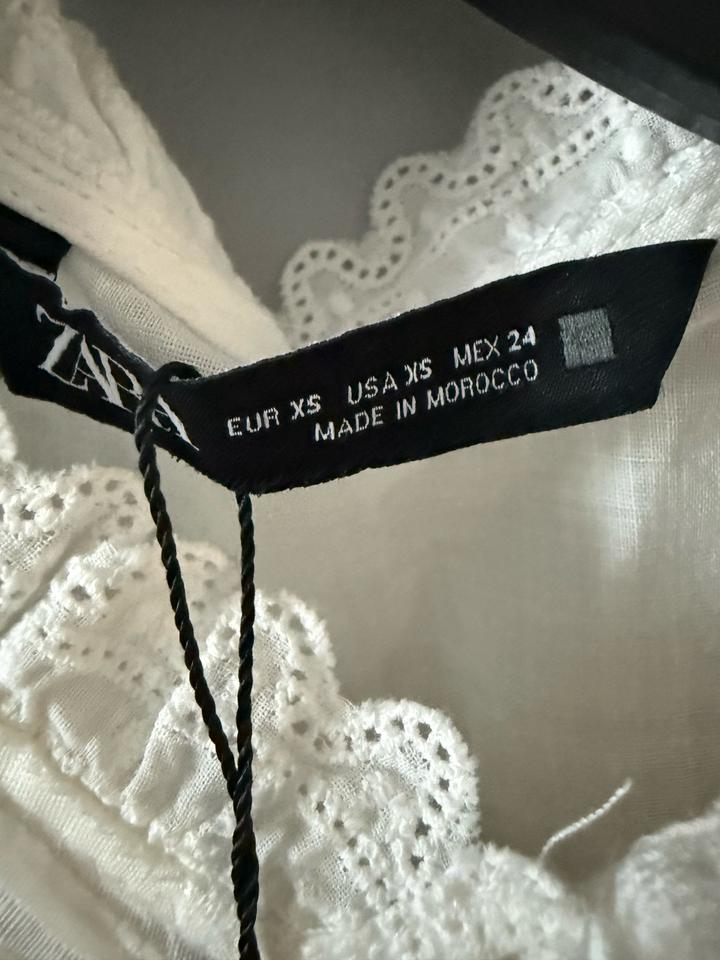 ZARA
EUR XS USA XS MEX 24
MADE IN MOROCCO